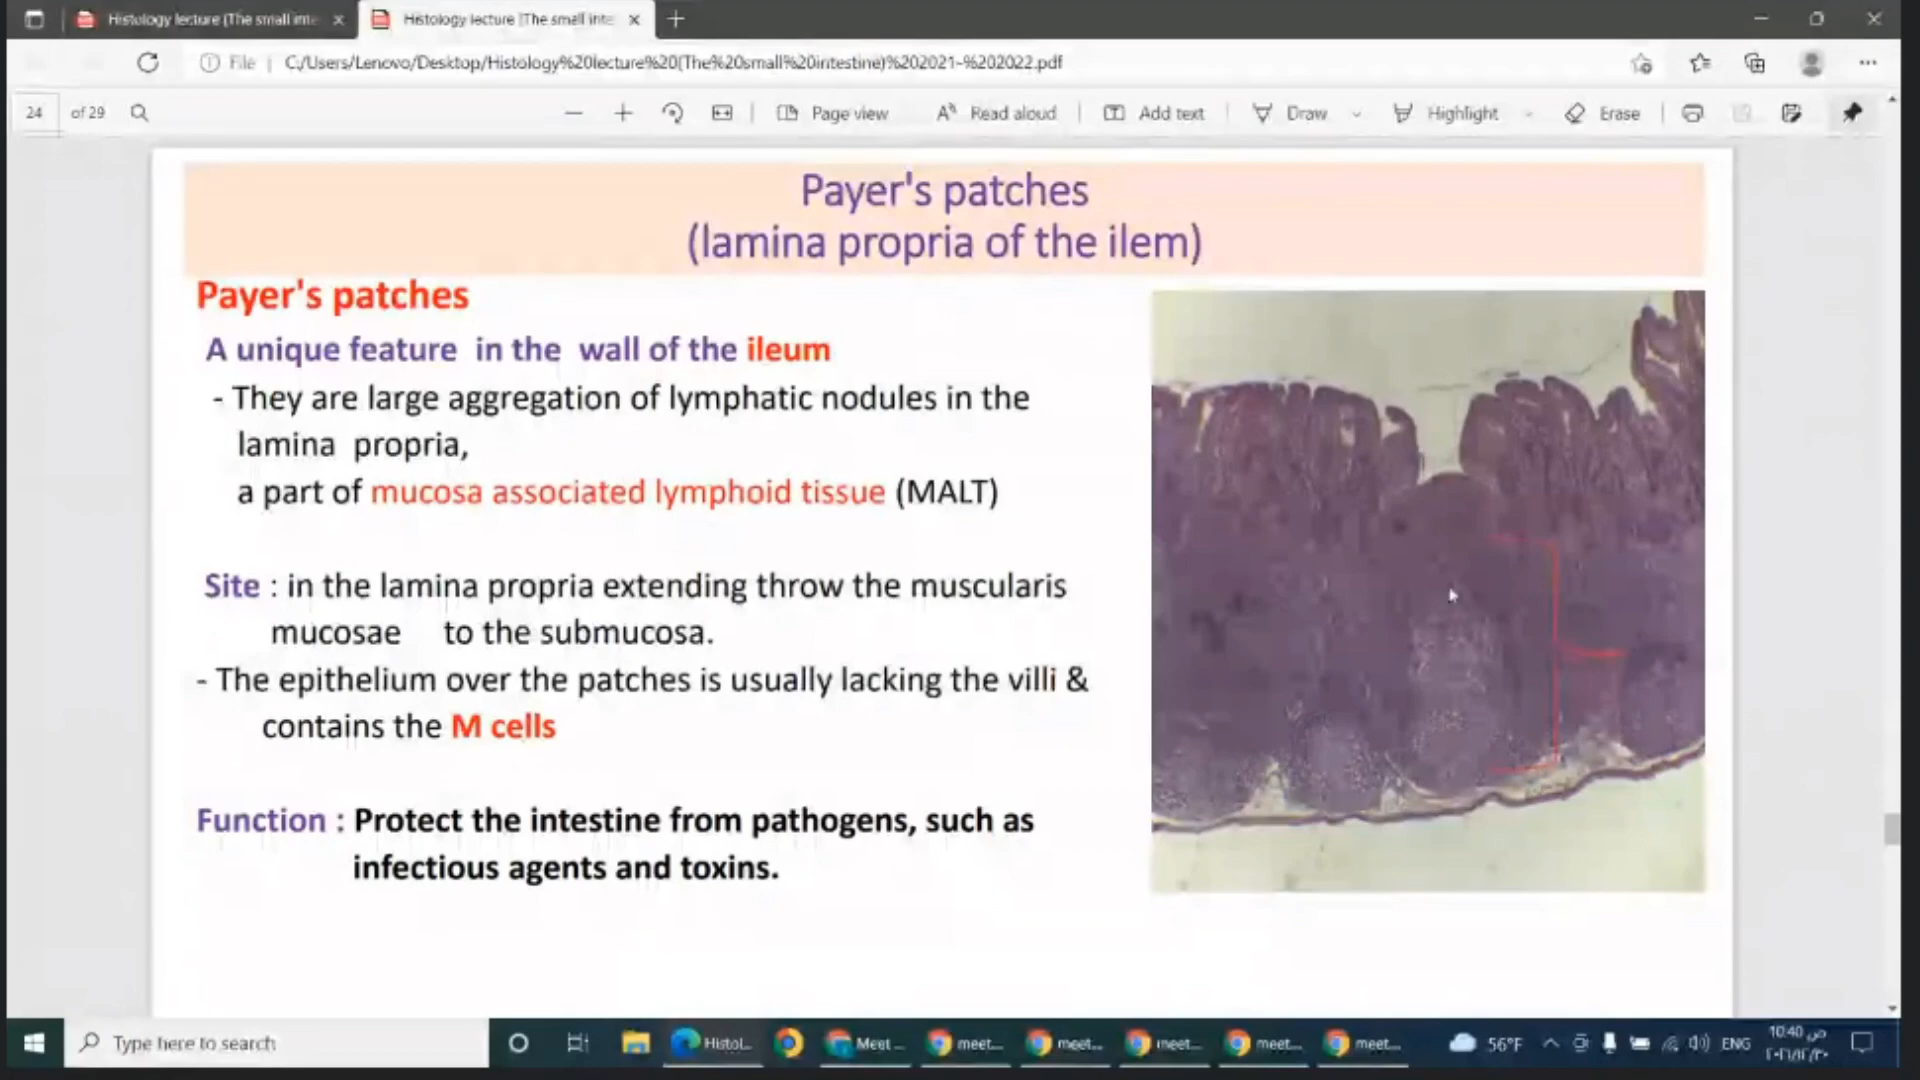 Histology lecture (The small inte
Histology lecture (The small inte
File
C:/Users/Lenovo/Desktop/Histology%20lecture%20(The%20small%20intestine)%202021-%202022.pdf
24 of 29
Page view
Read aloud
Add text
Draw
Highlight
Erase
Payer's patches
(lamina propria of the ilem)
Payer's patches
A unique feature in the wall of the ileum
- They are large aggregation of lymphatic nodules in the
lamina propria,
a part of mucosa associated lymphoid tissue (MALT)
Site : in the lamina propria extending throw the muscularis
mucosae to the submucosa.
- The epithelium over the patches is usually lacking the villi &
contains the M cells
Function : Protect the intestine from pathogens, such as
infectious agents and toxins.
Type here to search
Histol...
Meet ...
meet...
meet...
meet...
meet...
meet...
56°F
ENG
10:40 ص